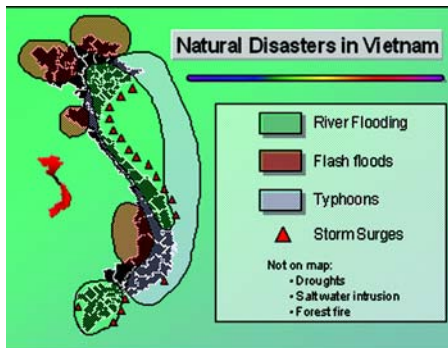 Natural Disasters in Vietnam
River Flooding
Flash floods
Typhoons
Storm Surges
Not on map:
• Droughts
• Saltwater intrusion
• Forest fire